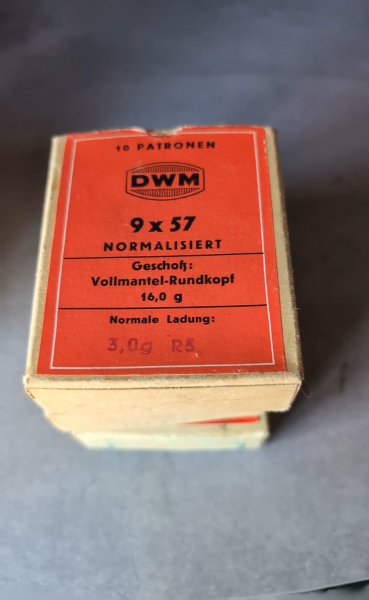 10 PATRONEN
DWM
9 x 57
NORMALISIERT
Geschoß:
Vollmantel-Rundkopf
16,0 g
Normale Ladung:
3,0g R5